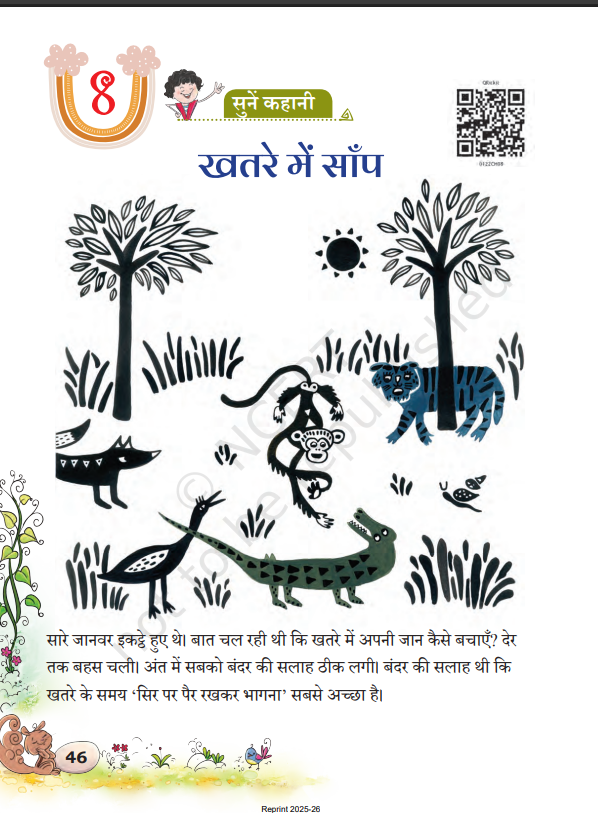 8
सुनें कहानी
0122CH08
खतरे में साँप
© NCERT
not to be republished
सारे जानवर इकट्ठे हुए थे। बात चल रही थी कि खतरे में अपनी जान कैसे बचाएँ? देर
तक बहस चली। अंत में सबको बंदर की सलाह ठीक लगी। बंदर की सलाह थी कि
खतरे के समय ‘सिर पर पैर रखकर भागना’ सबसे अच्छा है।
46
Reprint 2025-26